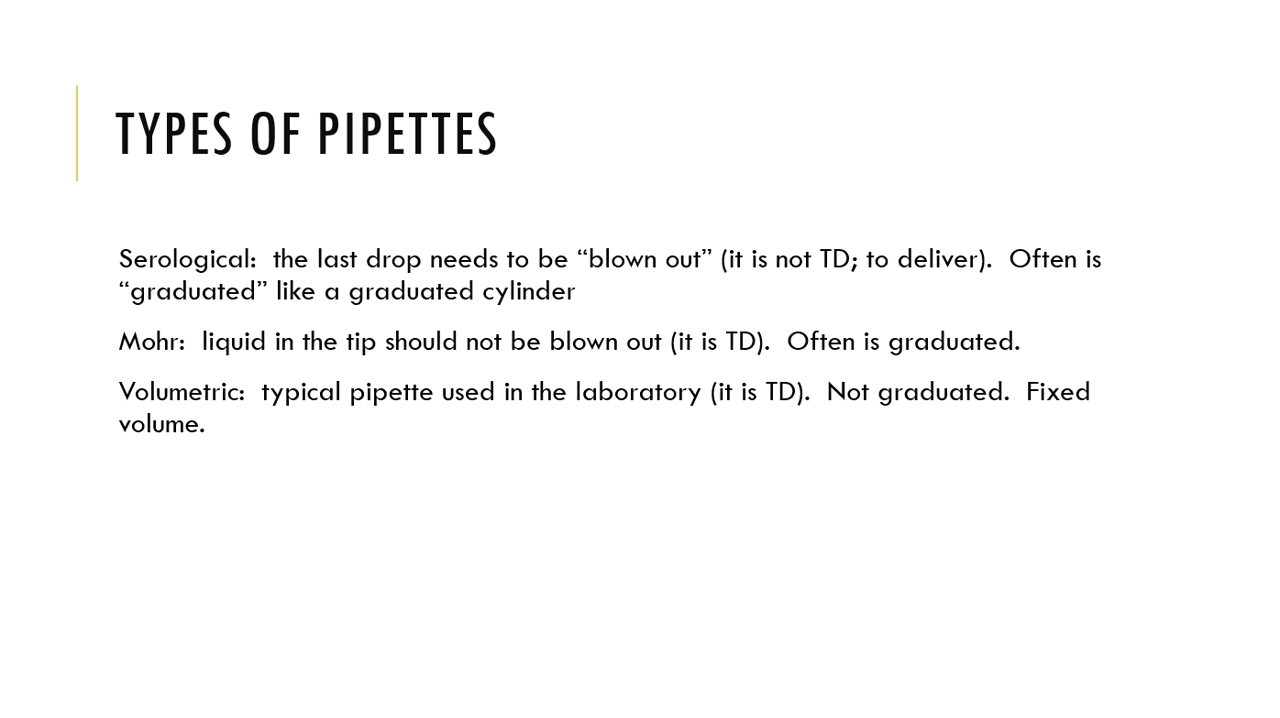 TYPES OF PIPETTES
Serological:  the last drop needs to be “blown out” (it is not TD; to deliver).  Often is
“graduated” like a graduated cylinder
Mohr:  liquid in the tip should not be blown out (it is TD).  Often is graduated.
Volumetric:  typical pipette used in the laboratory (it is TD).  Not graduated.  Fixed
volume.